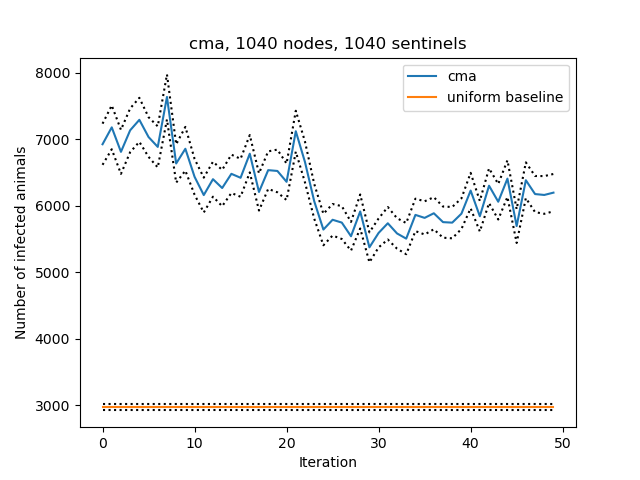 cma, 1040 nodes, 1040 sentinels
cma
uniform baseline
Number of infected animals
8000
7000
6000
5000
4000
3000
0 10 20 30 40 50
Iteration